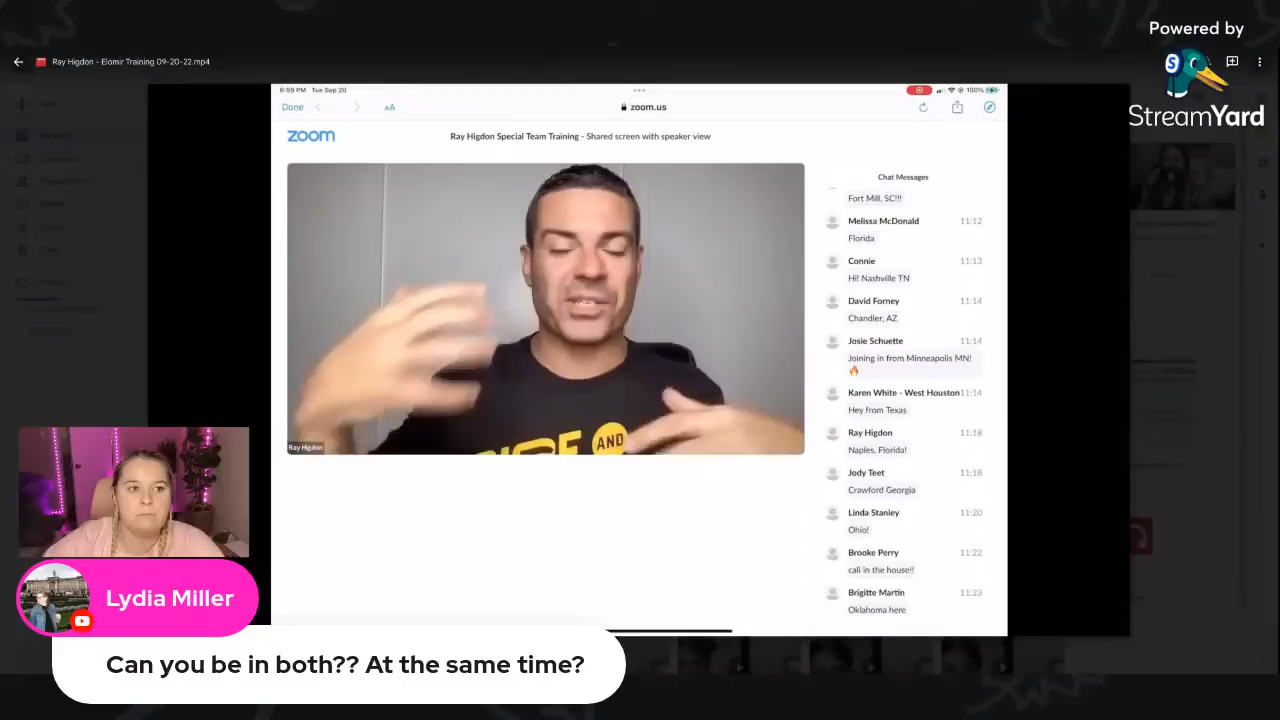 Powered by
StreamYard
Ray Higdon - Elomir Training 09-20-22.mp4
6:59 PM Tue Sep 20
100%
Done
AA
zoom.us
zoom
Ray Higdon Special Team Training - Shared screen with speaker view
Chat Messages
Fort Mill, SC!!!
Melissa McDonald 11:12
Florida
Connie 11:13
Hi! Nashville TN
David Forney 11:14
Chandler, AZ
Josie Schuette 11:14
Joining in from Minneapolis MN!
🔥
Karen White - West Houston 11:14
Hey from Texas
Ray Higdon 11:18
Naples, Florida!
Jody Teet 11:18
Crawford Georgia
Linda Stanley 11:20
Ohio!
Brooke Perry 11:22
cali in the house!!
Brigitte Martin 11:23
Oklahoma here
AND
Ray Higdon
Lydia Miller
Can you be in both?? At the same time?